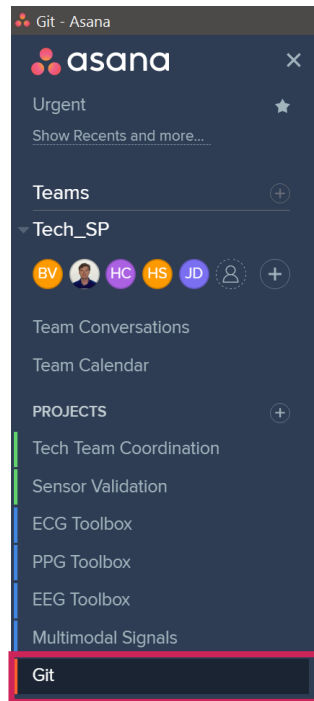 Git - Asana
asana
Urgent
Show Recents and more...
Teams
Tech_SP
BV HC HS JD
Team Conversations
Team Calendar
PROJECTS
Tech Team Coordination
Sensor Validation
ECG Toolbox
PPG Toolbox
EEG Toolbox
Multimodal Signals
Git